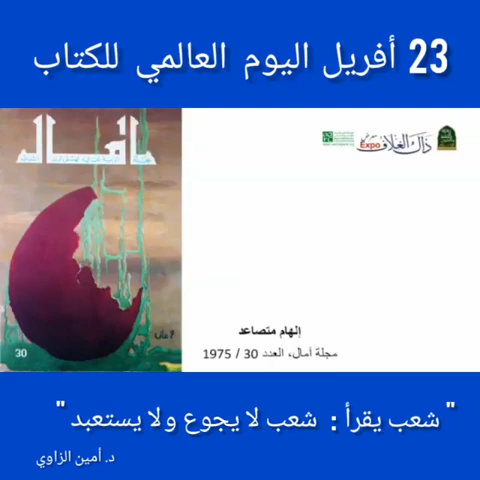 23 أفريل اليوم العالمي للكتاب
آمال
ذاك الغلاف
Expo
إلهام متصاعد
مجلة آمال، العدد 30 / 1975
30
" شعب يقرأ : شعب لا يجوع ولا يستعبد "
د. أمين الزاوي